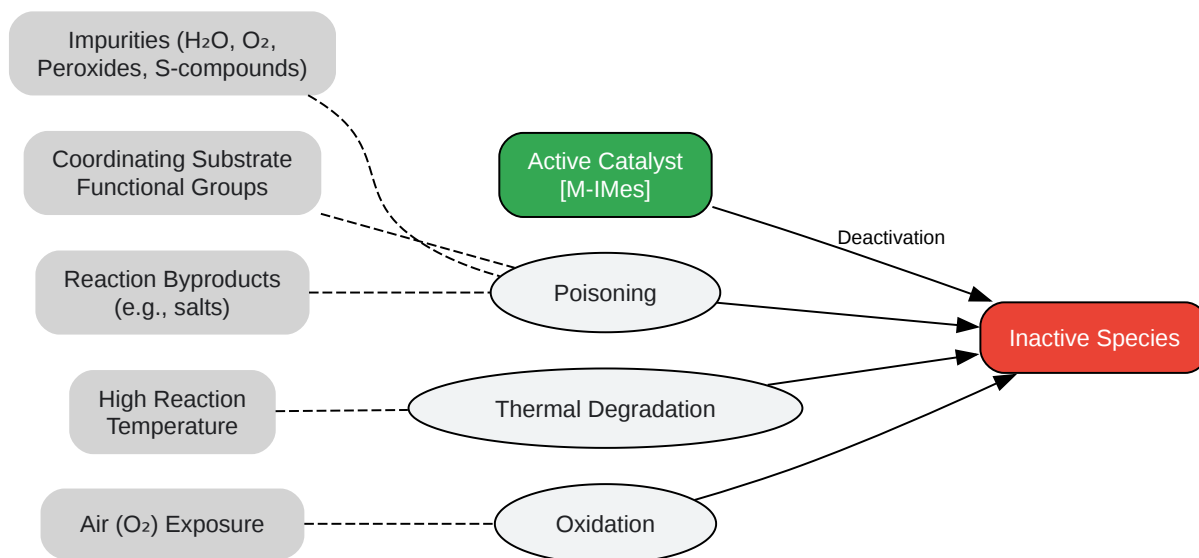 Impurities (H₂O, O₂,
Peroxides, S-compounds)
Coordinating Substrate
Functional Groups
Active Catalyst
[M-IMes]
Deactivation
Reaction Byproducts
(e.g., salts)
Poisoning
Inactive Species
High Reaction
Temperature
Thermal Degradation
Air (O₂) Exposure
Oxidation